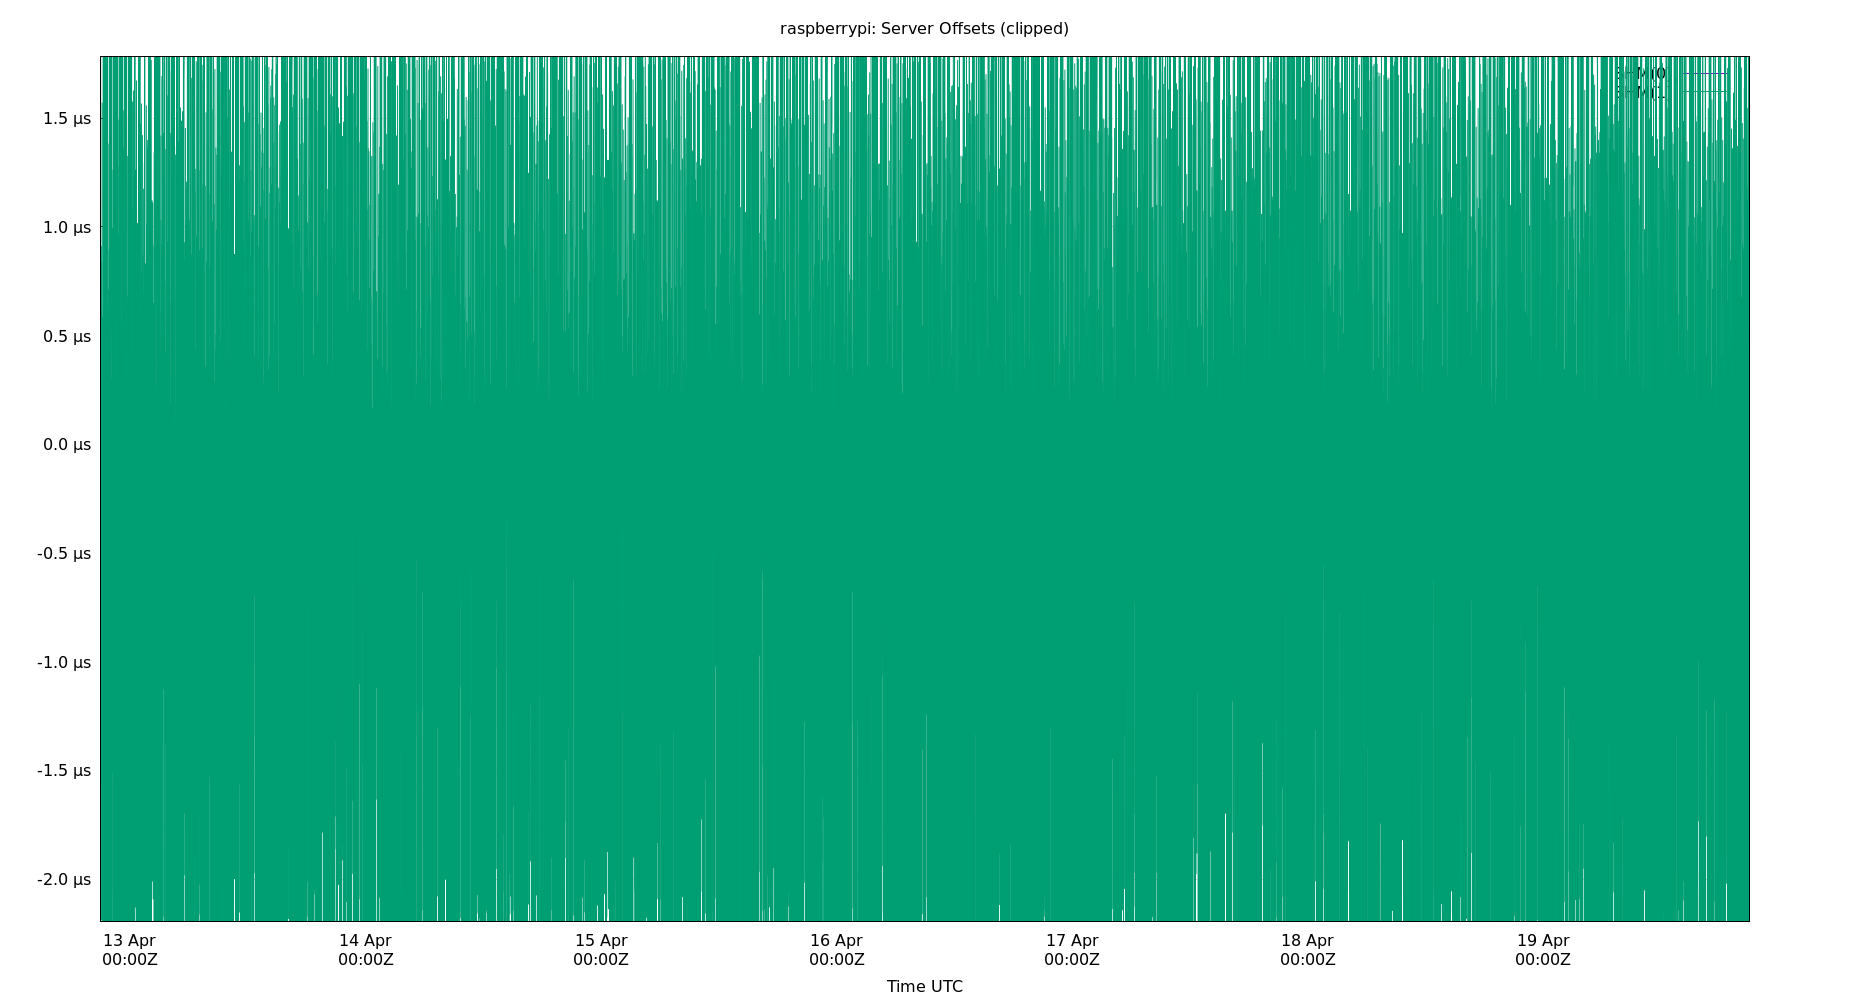 raspberrypi: Server Offsets (clipped)
1.5 µs
1.0 µs
0.5 µs
0.0 µs
-0.5 µs
-1.0 µs
-1.5 µs
-2.0 µs
13 Apr 14 Apr 15 Apr 16 Apr 17 Apr 18 Apr 19 Apr
00:00Z 00:00Z 00:00Z 00:00Z 00:00Z 00:00Z 00:00Z
Time UTC